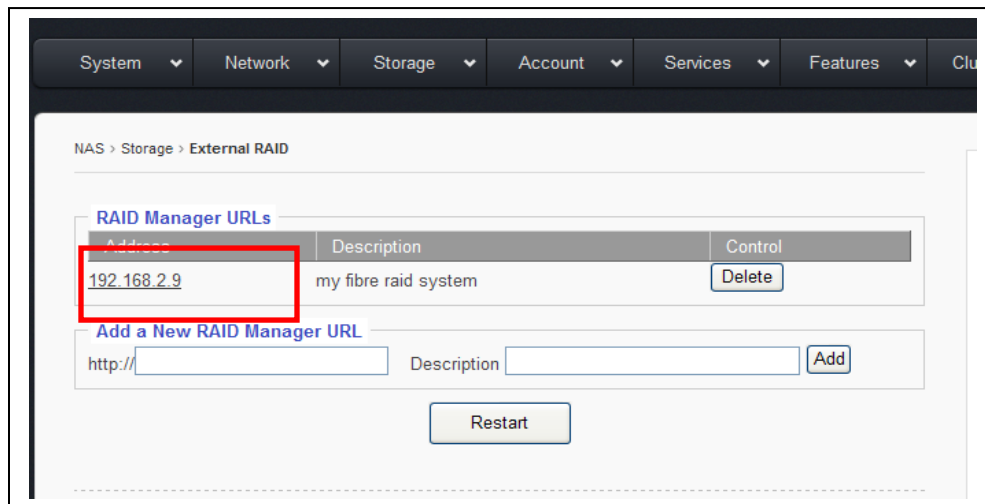 System Network Storage Account Services Features Clu
NAS > Storage > External RAID
RAID Manager URLs
Address Description Control
192.168.2.9 my fibre raid system Delete
Add a New RAID Manager URL
http:// Description Add
Restart